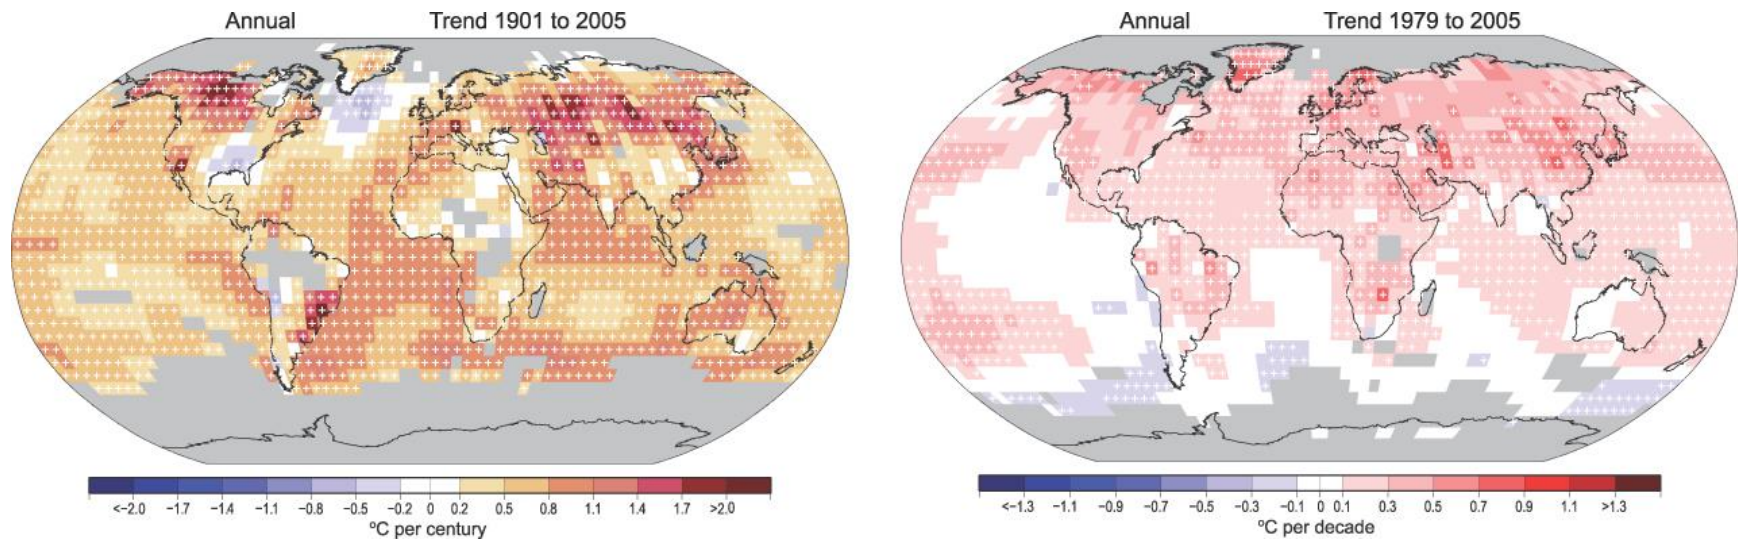 Annual Trend 1901 to 2005
<−2.0 −1.7 −1.4 −1.1 −0.8 −0.5 −0.2 0 0.2 0.5 0.8 1.1 1.4 1.7 >2.0
ºC per century
Annual Trend 1979 to 2005
<−1.3 −1.1 −0.9 −0.7 −0.5 −0.3 −0.1 0 0.1 0.3 0.5 0.7 0.9 1.1 >1.3
ºC per decade